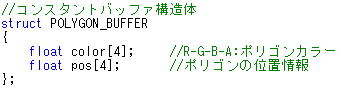 //コンスタントバッファ構造体
struct POLYGON_BUFFER
{
    float color[4];     //R-G-B-A:ポリゴンカラー
    float pos[4];       //ポリゴンの位置情報
};